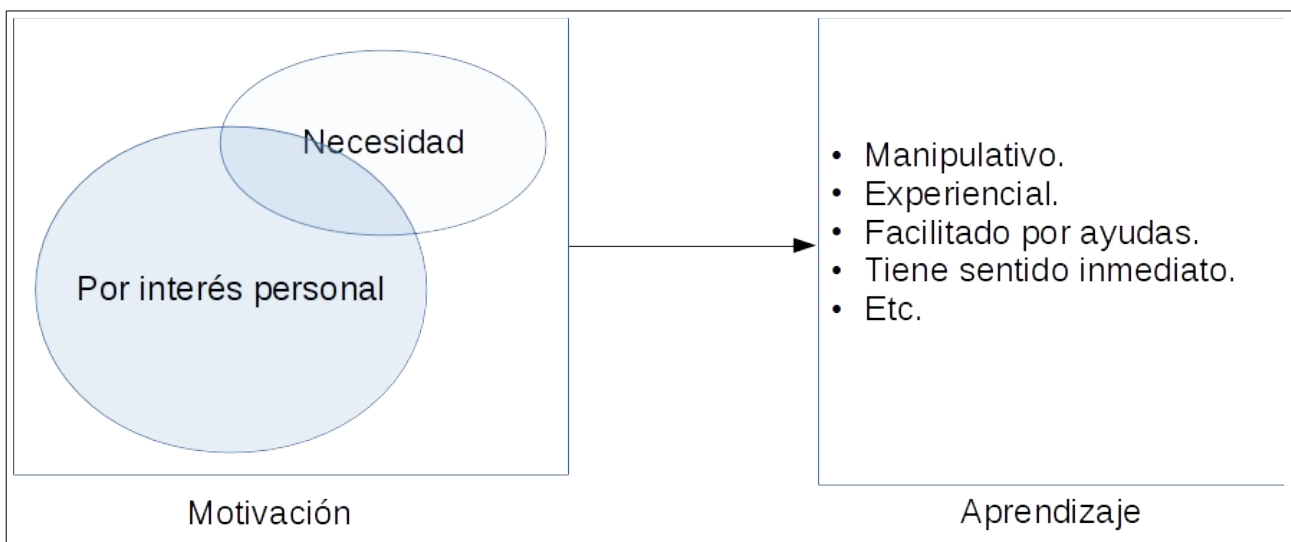 Necesidad
Por interés personal
Motivación
• Manipulativo.
• Experiencial.
• Facilitado por ayudas.
• Tiene sentido inmediato.
• Etc.
Aprendizaje